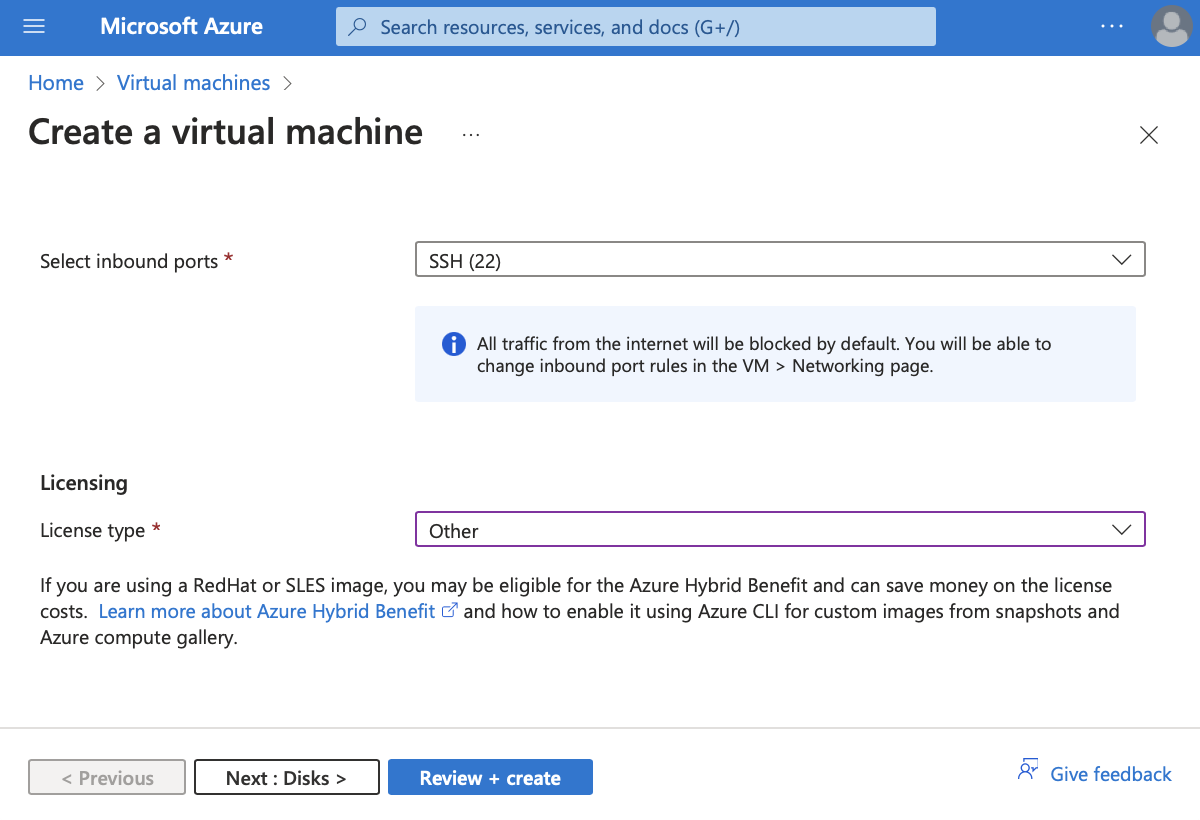 Microsoft Azure
Search resources, services, and docs (G+/)
Home > Virtual machines >
Create a virtual machine ...
Select inbound ports *
SSH (22)
All traffic from the internet will be blocked by default. You will be able to
change inbound port rules in the VM > Networking page.
Licensing
License type *
Other
If you are using a RedHat or SLES image, you may be eligible for the Azure Hybrid Benefit and can save money on the license
costs. Learn more about Azure Hybrid Benefit and how to enable it using Azure CLI for custom images from snapshots and
Azure compute gallery.
< Previous
Next : Disks >
Review + create
Give feedback